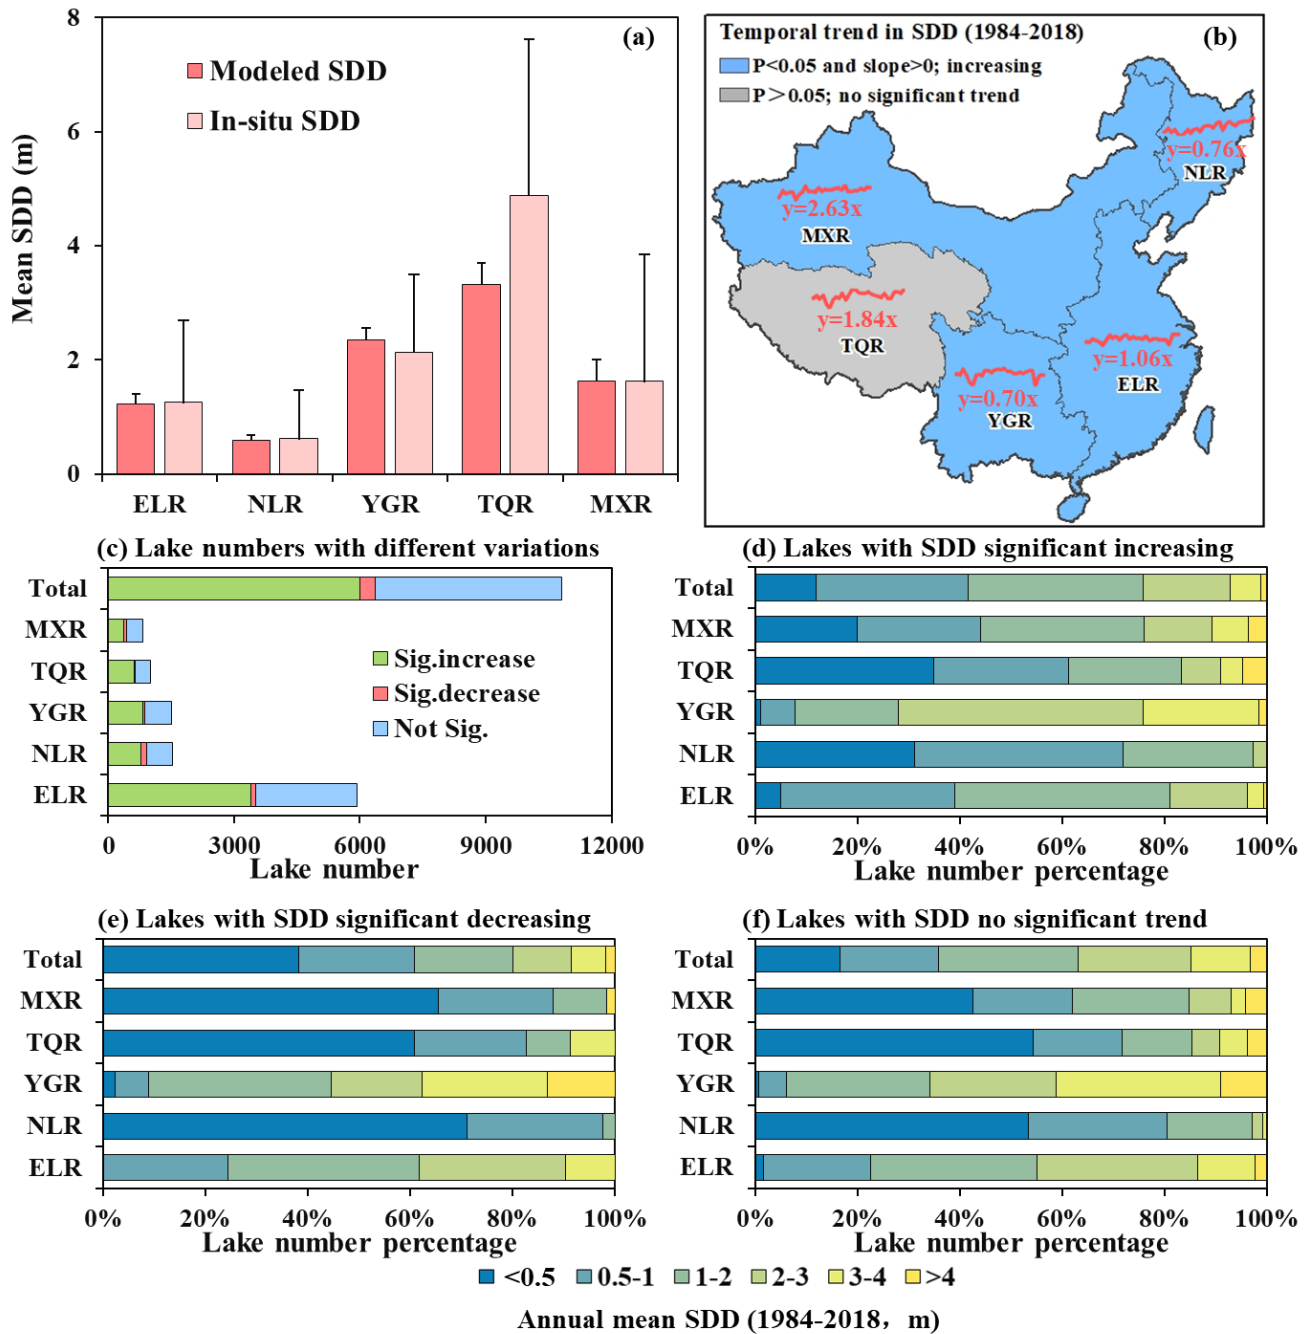 (a)
8
6
4
2
0
Mean SDD (m)
Modeled SDD
In-situ SDD
ELR NLR YGR TQR MXR
Temporal trend in SDD (1984-2018) (b)
P<0.05 and slope>0; increasing
P>0.05; no significant trend
y=0.76x
NLR
y=2.63x
MXR
y=1.84x
TQR
y=1.06x
ELR
y=0.70x
YGR
(c) Lake numbers with different variations
Total
MXR
TQR
YGR
NLR
ELR
Sig.increase
Sig.decrease
Not Sig.
0 3000 6000 9000 12000
Lake number
(d) Lakes with SDD significant increasing
Total
MXR
TQR
YGR
NLR
ELR
0% 20% 40% 60% 80% 100%
Lake number percentage
(e) Lakes with SDD significant decreasing
Total
MXR
TQR
YGR
NLR
ELR
0% 20% 40% 60% 80% 100%
Lake number percentage
(f) Lakes with SDD no significant trend
Total
MXR
TQR
YGR
NLR
ELR
0% 20% 40% 60% 80% 100%
Lake number percentage
<0.5 0.5-1 1-2 2-3 3-4 >4
Annual mean SDD (1984-2018，m)